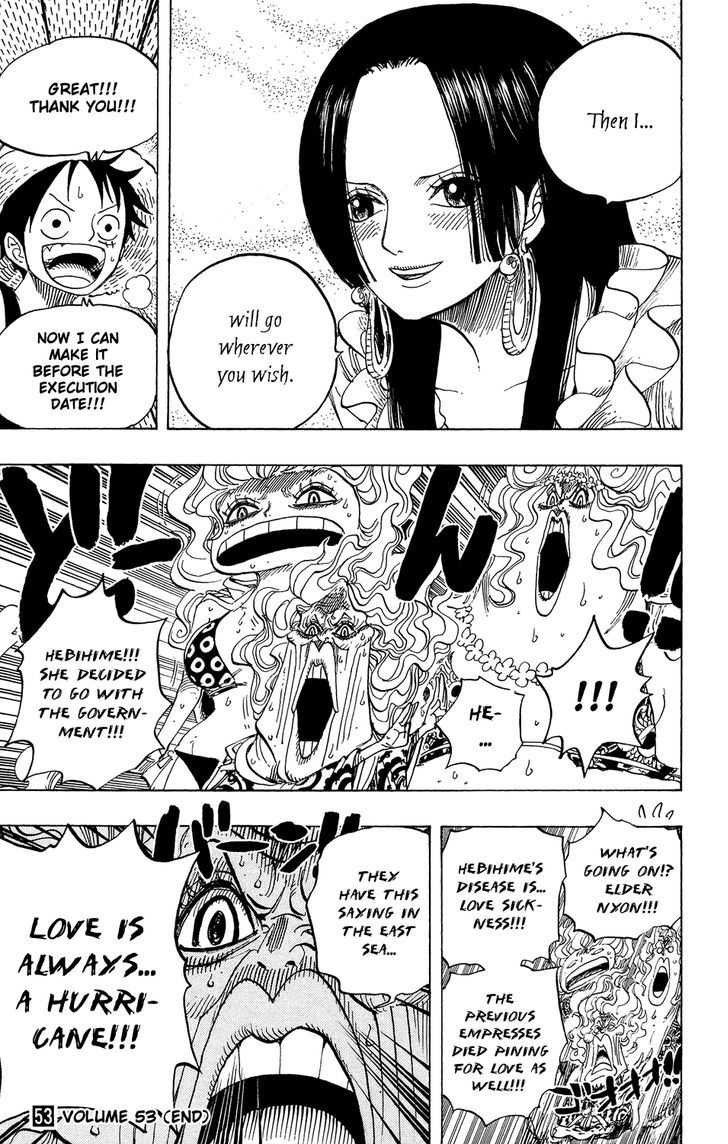 Then I...
will go
wherever
you wish.
GREAT!!!
THANK YOU!!!
NOW I CAN
MAKE IT
BEFORE THE
EXECUTION
DATE!!!
!!!
HE-
...
HEBIHIME!!!
SHE DECIDED
TO GO WITH
THE GOVERN-
MENT!!!
WHAT'S
GOING ON!?
ELDER
NYON!!!
HEBIHIME'S
DISEASE IS...
LOVE SICK-
NESS!!!
THE
PREVIOUS
EMPRESSES
DIED PINING
FOR LOVE AS
WELL!!!
THEY
HAVE THIS
SAYING IN
THE EAST
SEA...
LOVE IS
ALWAYS...
A HURRI-
CANE!!!
53 VOLUME 53 (END)